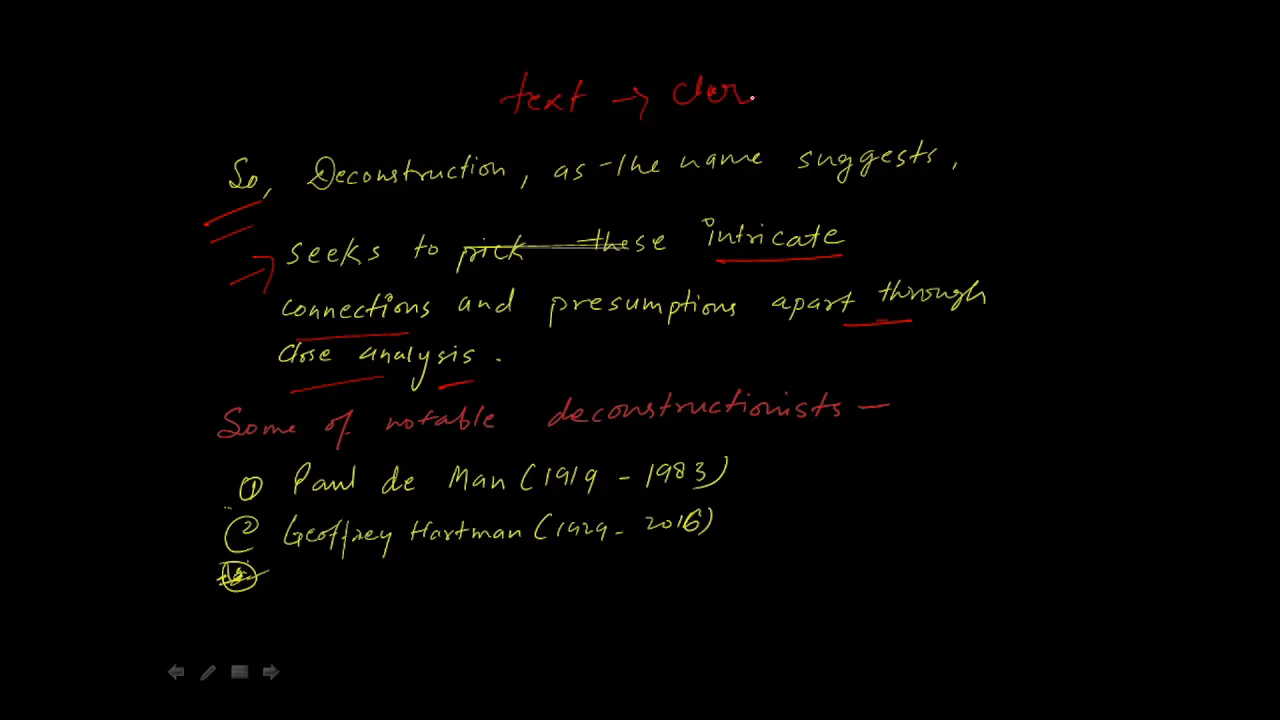 text → der
So, Deconstruction, as the name suggests,
seeks to pick these intricate
connections and presumptions apart through
close analysis.
Some of notable deconstructionists —
① Paul de Man (1919 - 1983)
② Geoffrey Hartman (1929 - 2016)